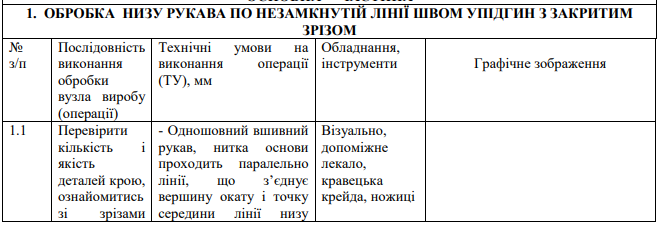 1. ОБРОБКА НИЗУ РУКАВА ПО НЕЗАМКНУТІЙ ЛІНІЇ ШВОМ УПІДГИН З ЗАКРИТИМ
ЗРІЗОМ
№
з/п
Послідовність
виконання
обробки
вузла виробу
(операції)
Технічні умови на
виконання операції
(ТУ), мм
Обладнання,
інструменти
Графічне зображення
1.1
Перевірити
кількість і
якість
деталей крою,
ознайомитись
зі зрізами
- Одношовний вшивний
рукав, нитка основи
проходить паралельно
лінії, що з’єднує
вершину окату і точку
середини лінії низу
Візуально,
допоміжне
лекало,
кравецька
крейда, ножиці